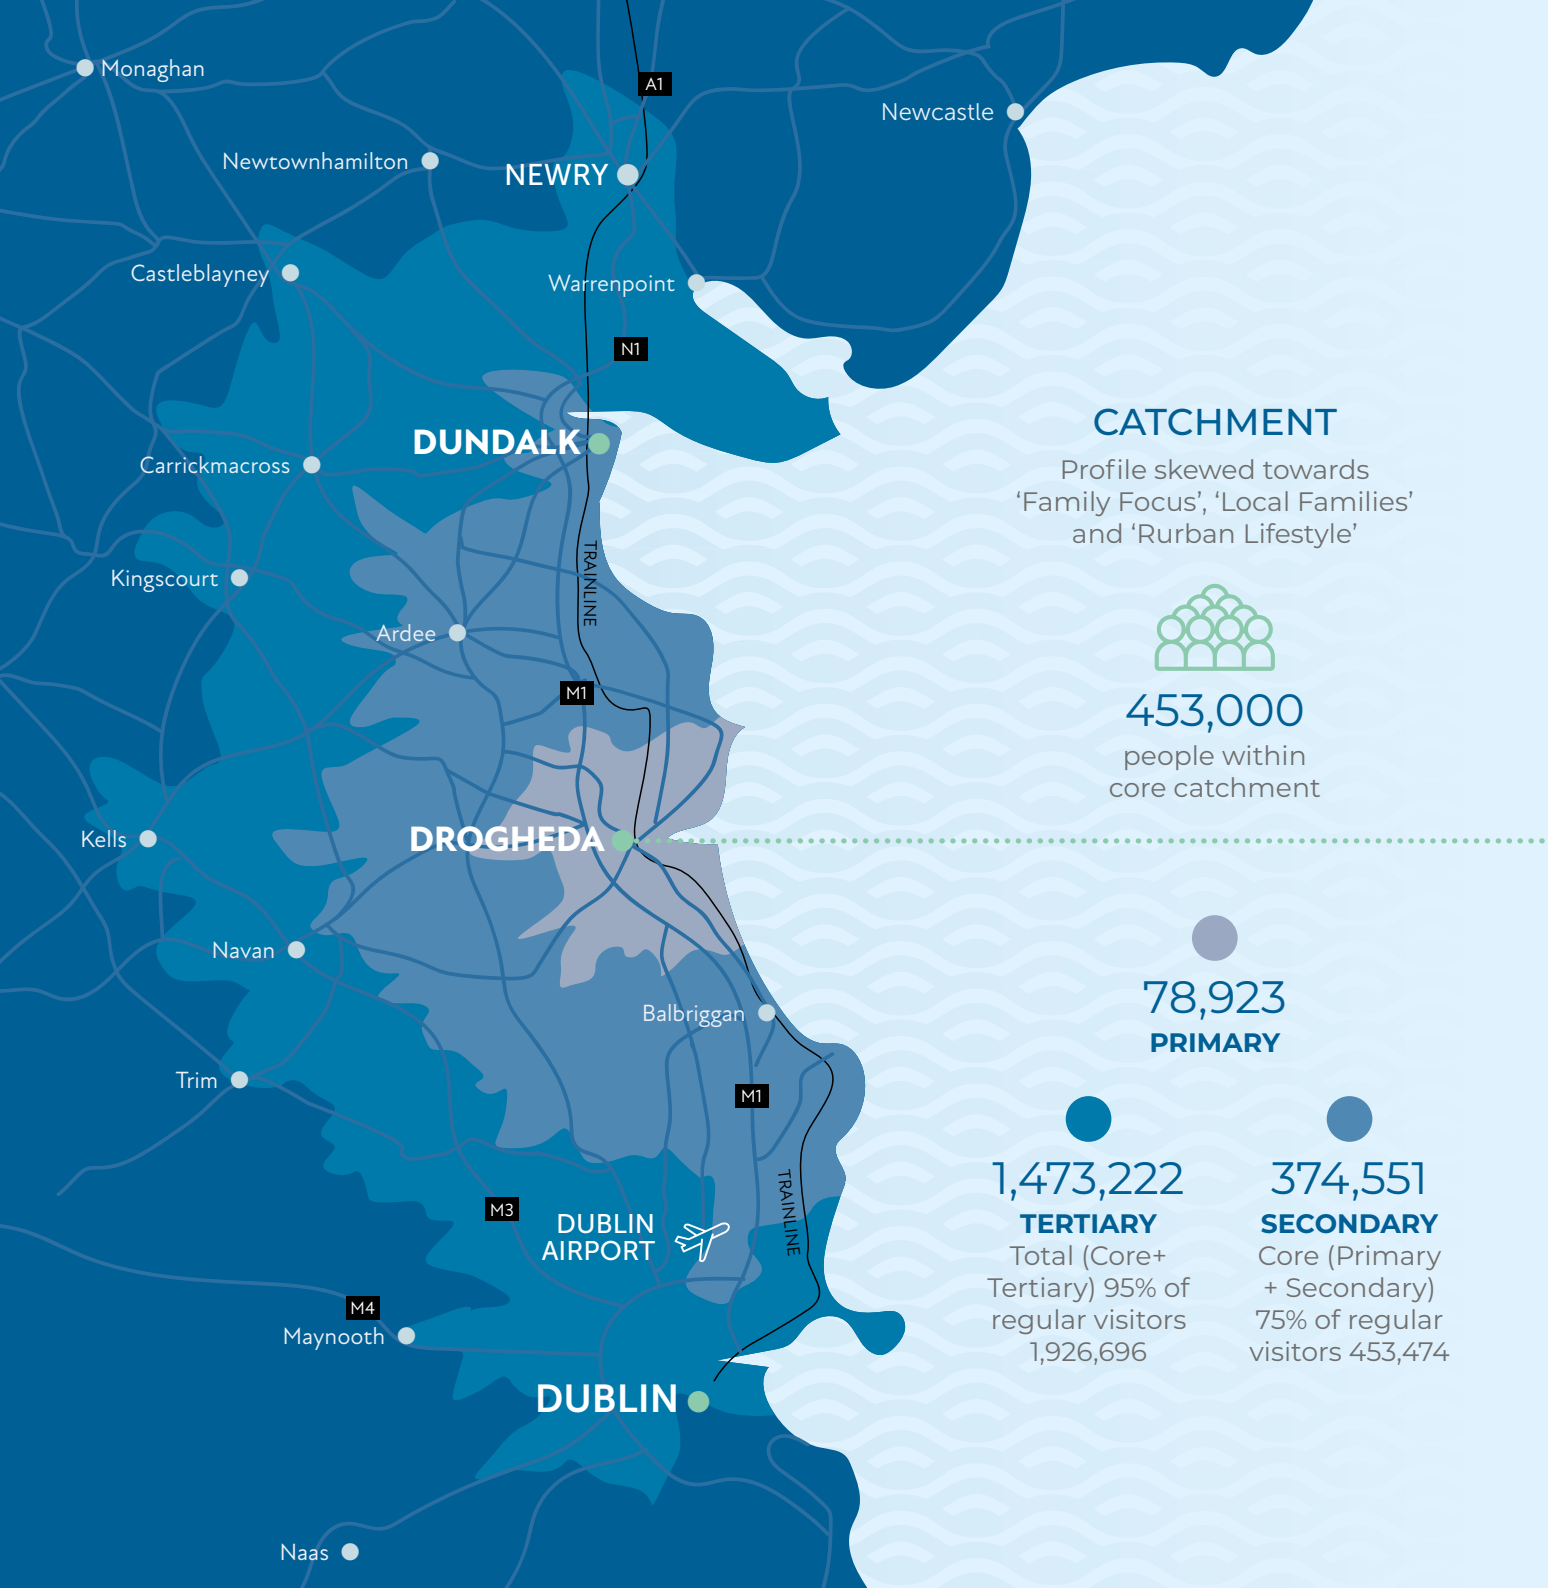 Monaghan
A1
Newcastle
Newtownhamilton
NEWRY
Castleblayney
Warrenpoint
N1
DUNDALK
Carrickmacross
Kingscourt
TRAINLINE
Ardee
M1
Kells
DROGHEDA
Navan
Balbriggan
Trim
M1
TRAINLINE
M3
DUBLIN
AIRPORT
M4
Maynooth
DUBLIN
Naas
CATCHMENT
Profile skewed towards
‘Family Focus’, ‘Local Families’
and ‘Rurban Lifestyle’
453,000
people within
core catchment
78,923
PRIMARY
1,473,222
TERTIARY
Total (Core+
Tertiary) 95% of
regular visitors
1,926,696
374,551
SECONDARY
Core (Primary
+ Secondary)
75% of regular
visitors 453,474